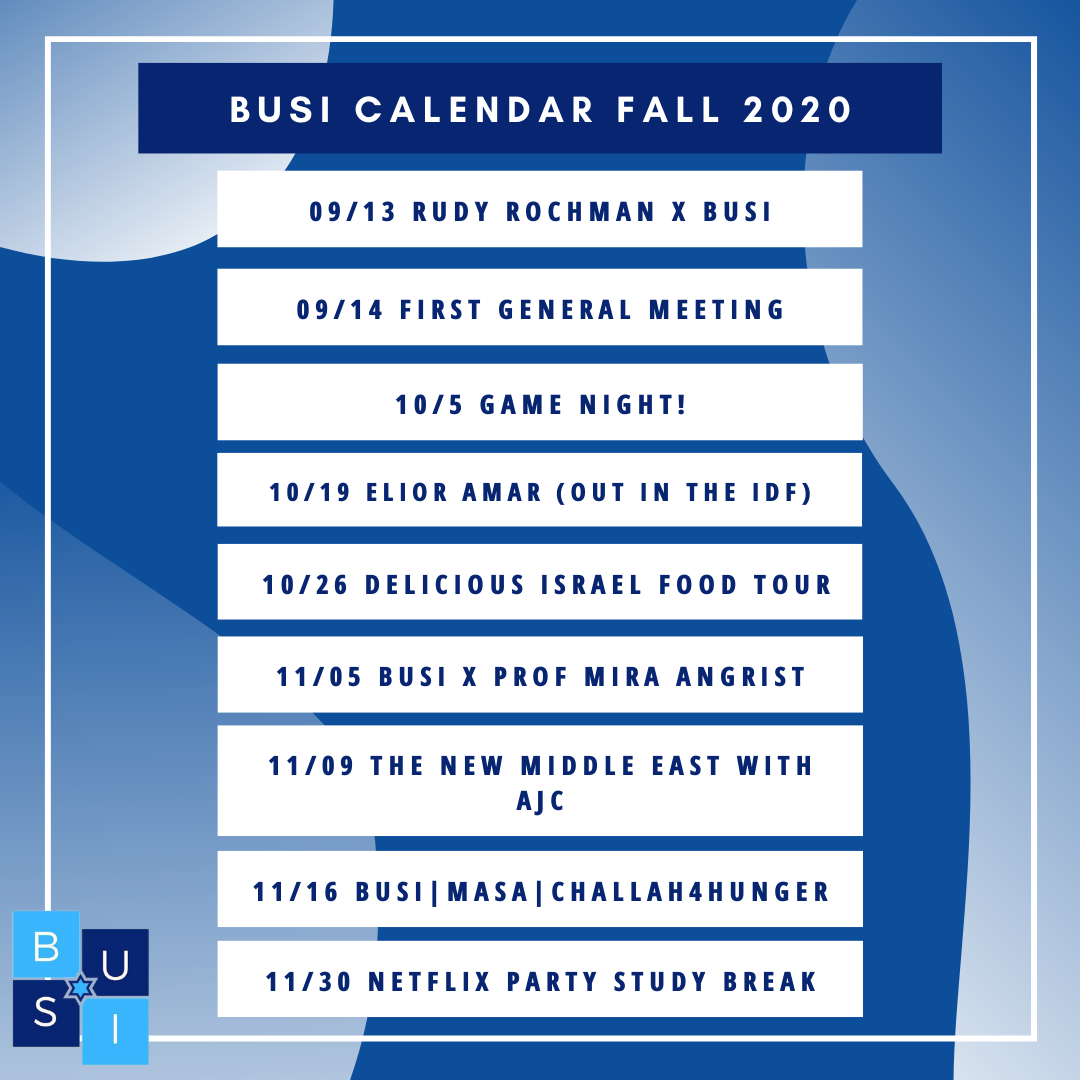 BUSI CALENDAR FALL 2020
09/13 RUDY ROCHMAN X BUSI
09/14 FIRST GENERAL MEETING
10/5 GAME NIGHT!
10/19 ELIOR AMAR (OUT IN THE IDF)
10/26 DELICIOUS ISRAEL FOOD TOUR
11/05 BUSI X PROF MIRA ANGRIST
11/09 THE NEW MIDDLE EAST WITH
AJC
11/16 BUSI|MASA|CHALLAH4HUNGER
11/30 NETFLIX PARTY STUDY BREAK
B U
S I